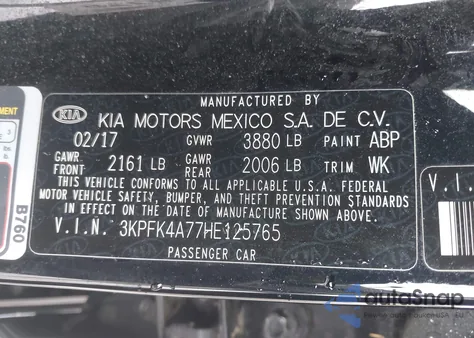 MANUFACTURED BY
KIA KIA MOTORS MEXICO S.A. DE C.V.
02/17 GVWR 3880 LB PAINT ABP
GAWR FRONT 2161 LB GAWR REAR 2006 LB TRIM WK
THIS VEHICLE CONFORMS TO ALL APPLICABLE U.S.A. FEDERAL
MOTOR VEHICLE SAFETY, BUMPER, AND THEFT PREVENTION STANDARDS
IN EFFECT ON THE DATE OF MANUFACTURE SHOWN ABOVE.
V.I.N. 3KPFK4A77HE125765
PASSENGER CAR
B760
V.I
autoSnap